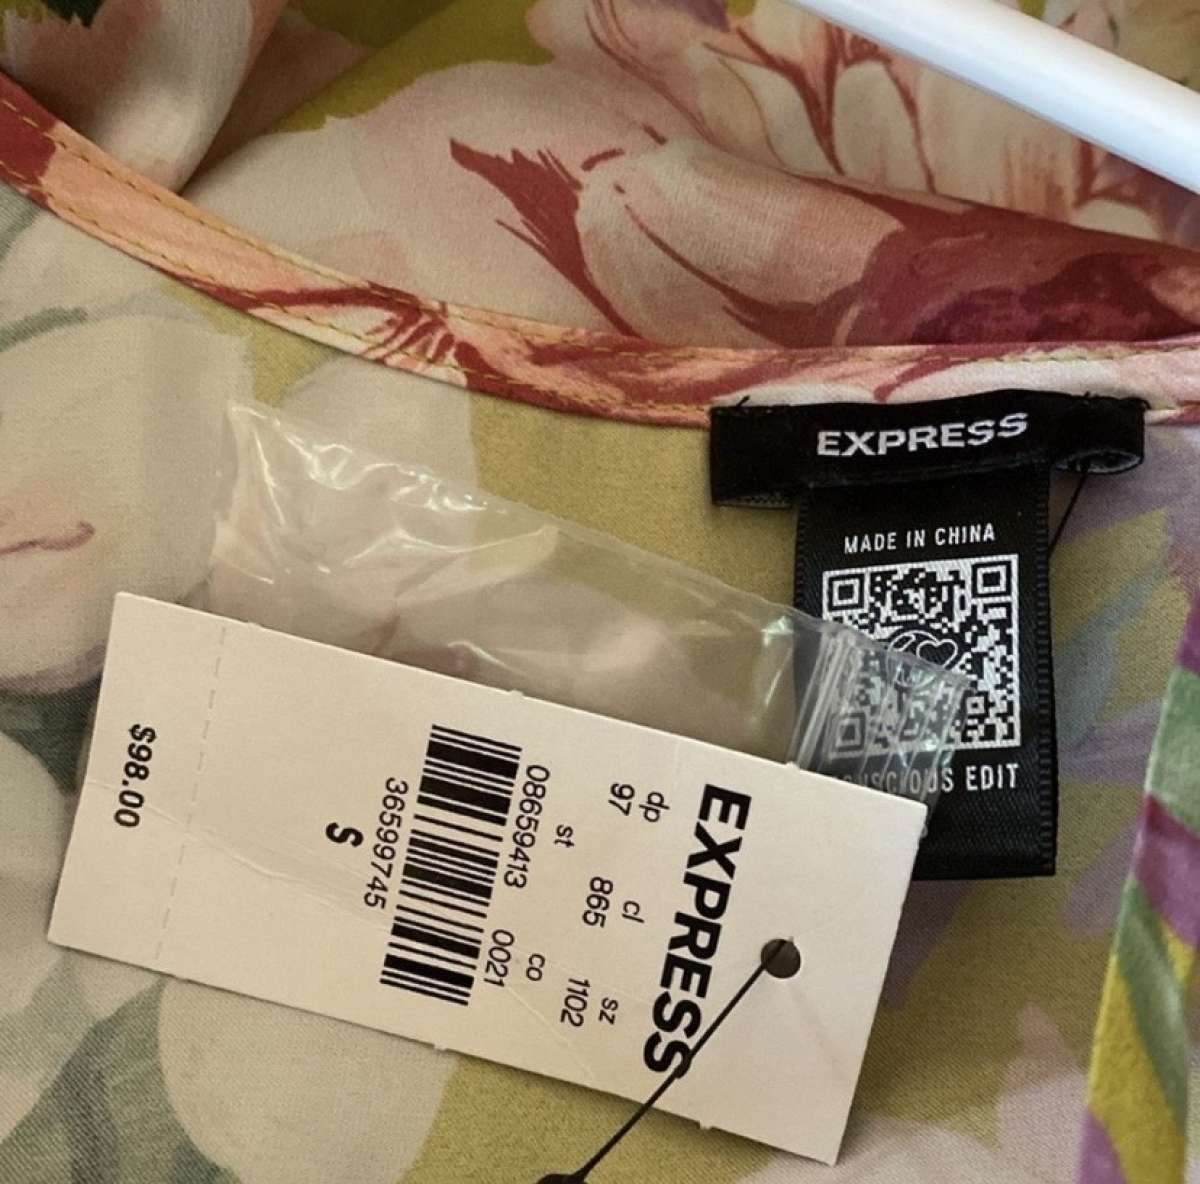 EXPRESS
MADE IN CHINA
CONSCIOUS EDIT
EXPRESS
dp cl sz
97 865 1102
st co
08659413 0021
36599745
S
$98.00